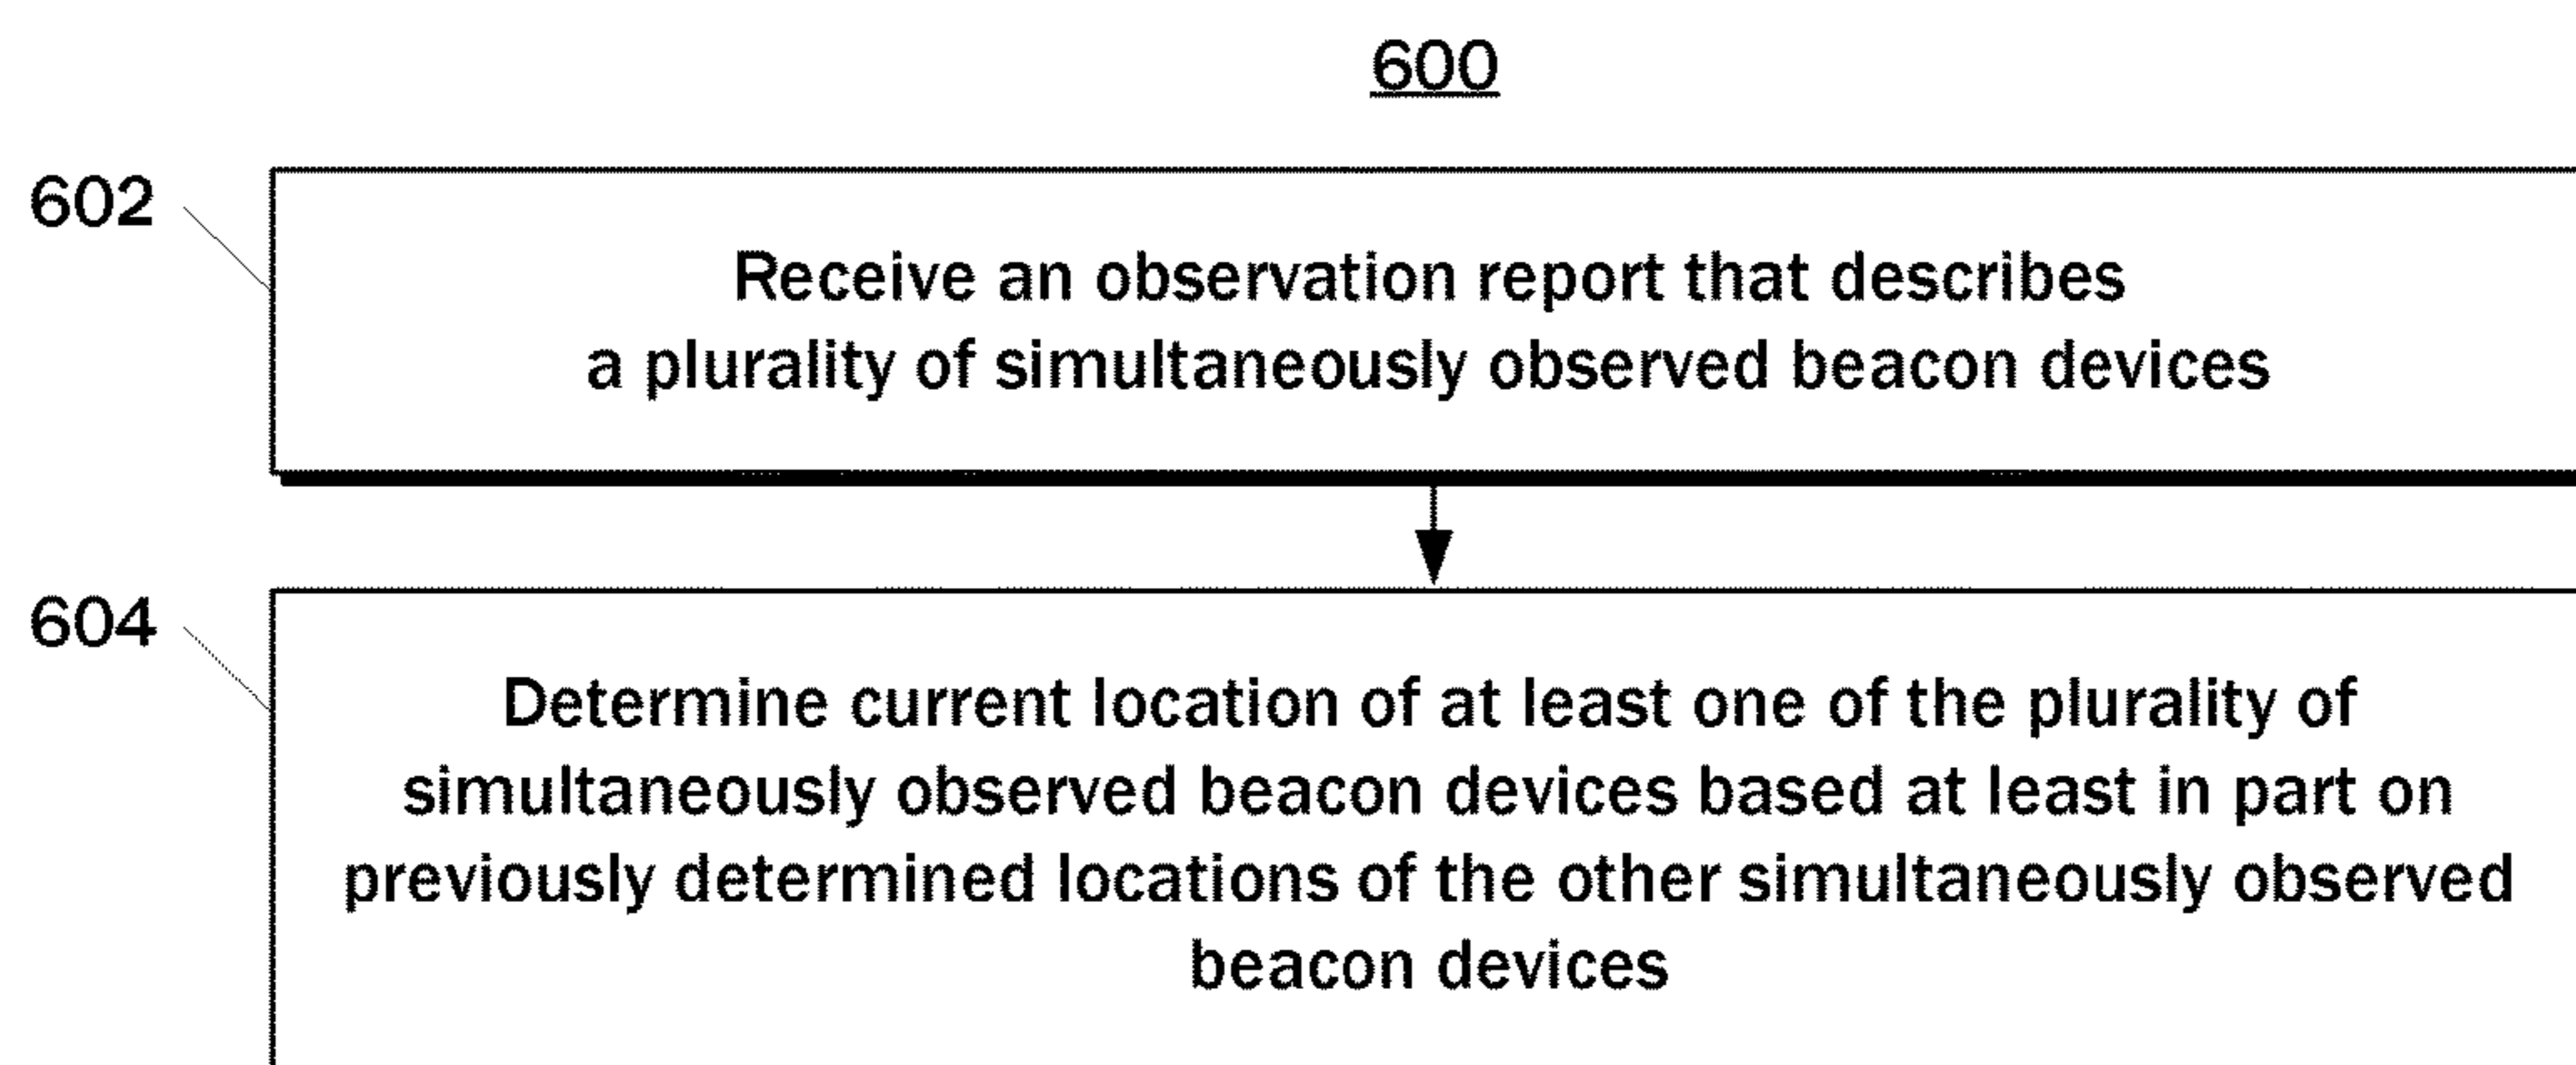 600
602
Receive an observation report that describes
a plurality of simultaneously observed beacon devices
604
Determine current location of at least one of the plurality of
simultaneously observed beacon devices based at least in part on
previously determined locations of the other simultaneously observed
beacon devices